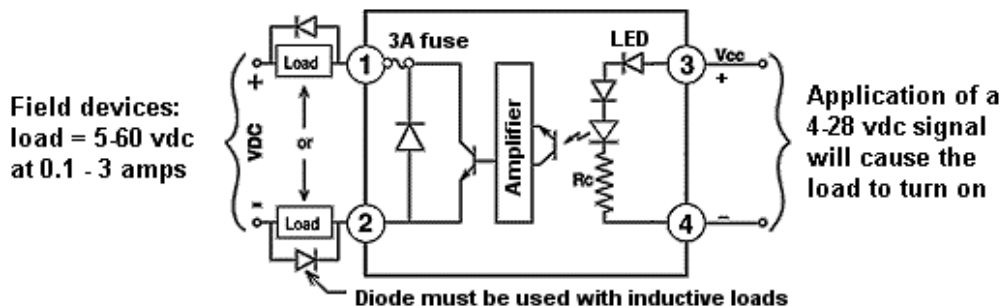 Field devices:
load = 5-60 vdc
at 0.1 - 3 amps
+
VDC
-
Load
or
Load
1
3A fuse
2
Amplifier
LED
Rc
3
Vcc
+
4
-
Application of a
4-28 vdc signal
will cause the
load to turn on
Diode must be used with inductive loads